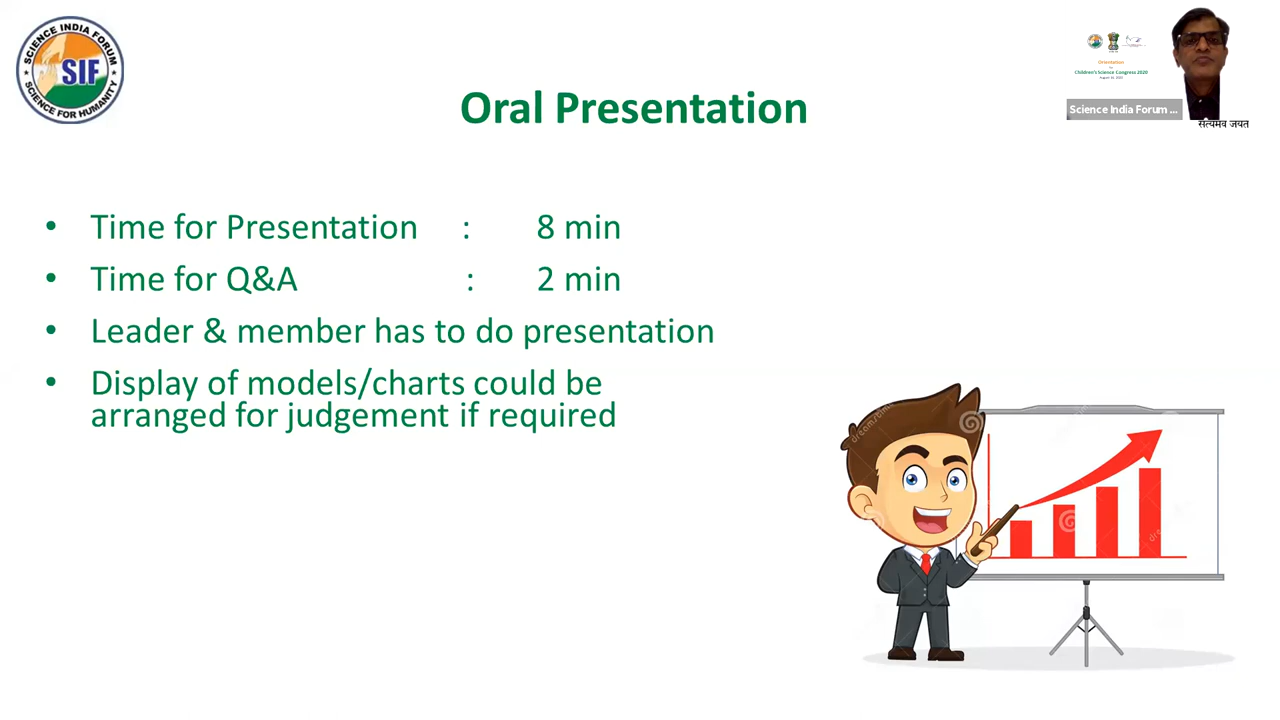 SCIENCE INDIA FORUM
SIF
SCIENCE FOR HUMANITY
Orientation
Children's Science Congress 2020
Science India Forum ...
सत्यमव जयत
Oral Presentation
• Time for Presentation : 8 min
• Time for Q&A : 2 min
• Leader & member has to do presentation
• Display of models/charts could be
arranged for judgement if required